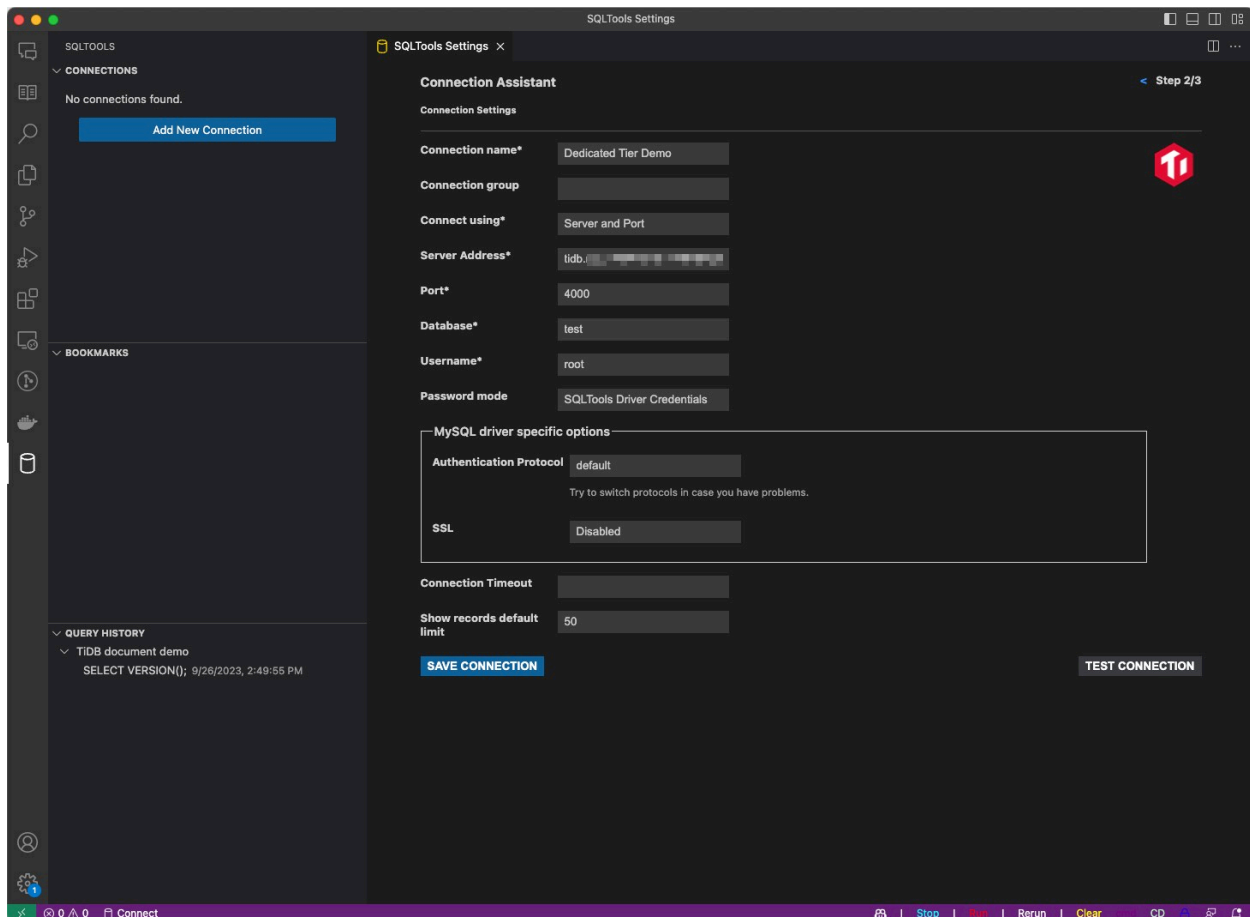 SQLTools Settings
SQLTOOLS
CONNECTIONS
No connections found.
Add New Connection
BOOKMARKS
QUERY HISTORY
TiDB document demo
SELECT VERSION(); 9/26/2023, 2:49:55 PM
SQLTools Settings
Connection Assistant
< Step 2/3
Connection Settings
Connection name* Dedicated Tier Demo
Connection group
Connect using* Server and Port
Server Address* tidb.
Port* 4000
Database* test
Username* root
Password mode SQLTools Driver Credentials
MySQL driver specific options
Authentication Protocol default
Try to switch protocols in case you have problems.
SSL Disabled
Connection Timeout
Show records default
limit 50
SAVE CONNECTION
TEST CONNECTION
1
0 0 Connect
| Stop | Run | Rerun | Clear CD